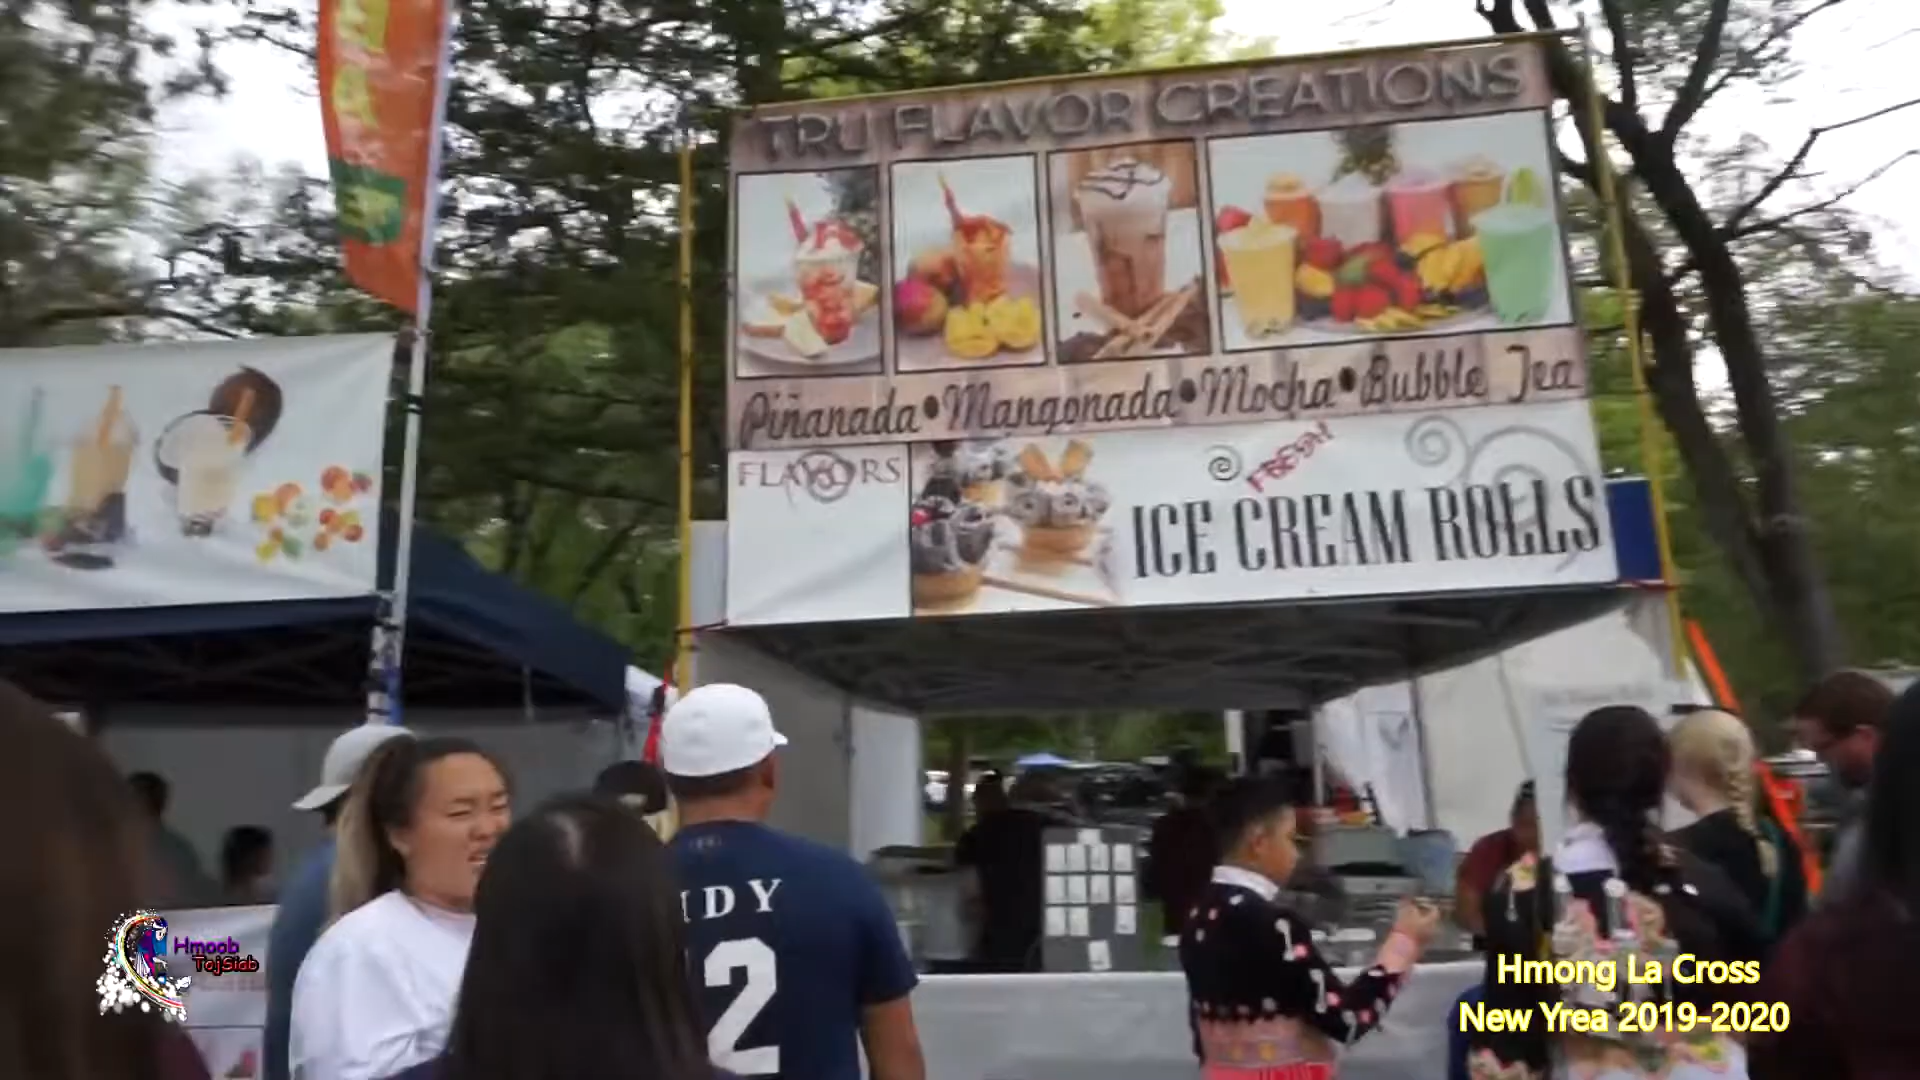 TRU FLAVOR CREATIONS
Piñanada • Mangonada • Mocha • Bubble Tea
FLAVORS
FRESH
ICE CREAM ROLLS
IDY
2
Hmoob
TajSiab
Hmong La Cross
New Yrea 2019-2020